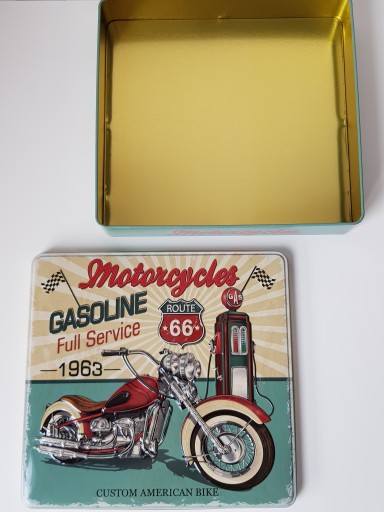 Motorcycles
GASOLINE
Full Service
1963
ROUTE
66
GAS
CUSTOM AMERICAN BIKE